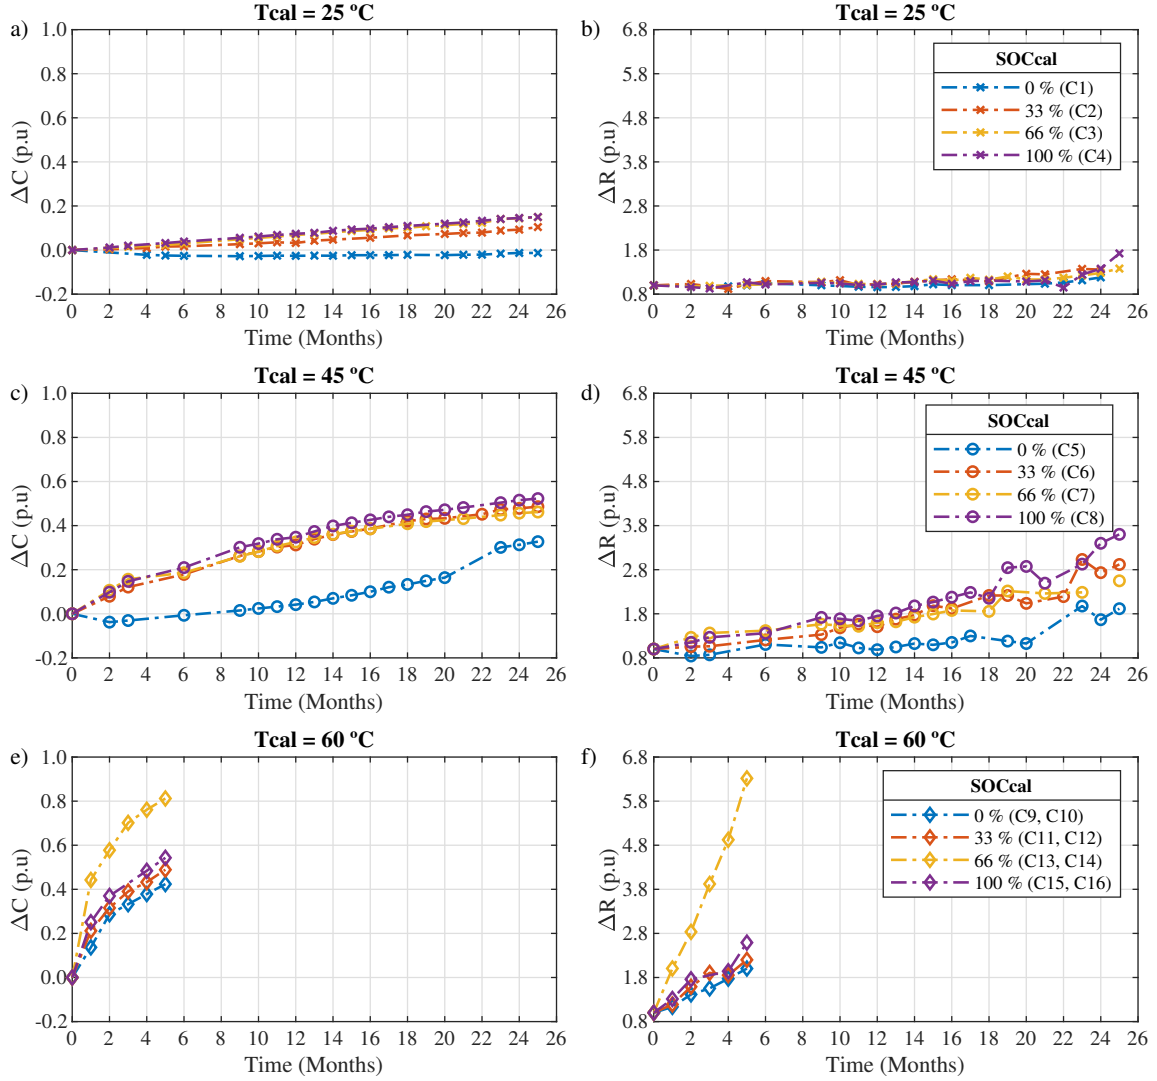 a)
Tcal = 25 ºC
1.0
0.8
0.6
0.4
0.2
0.0
-0.2
ΔC (p.u)
0 2 4 6 8 10 12 14 16 18 20 22 24 26
Time (Months)
b)
Tcal = 25 ºC
6.8
5.8
4.8
3.8
2.8
1.8
0.8
ΔR (p.u)
SOCcal
0 % (C1)
33 % (C2)
66 % (C3)
100 % (C4)
0 2 4 6 8 10 12 14 16 18 20 22 24 26
Time (Months)
c)
Tcal = 45 ºC
1.0
0.8
0.6
0.4
0.2
0.0
-0.2
ΔC (p.u)
0 2 4 6 8 10 12 14 16 18 20 22 24 26
Time (Months)
d)
Tcal = 45 ºC
6.8
5.8
4.8
3.8
2.8
1.8
0.8
ΔR (p.u)
SOCcal
0 % (C5)
33 % (C6)
66 % (C7)
100 % (C8)
0 2 4 6 8 10 12 14 16 18 20 22 24 26
Time (Months)
e)
Tcal = 60 ºC
1.0
0.8
0.6
0.4
0.2
0.0
-0.2
ΔC (p.u)
0 2 4 6 8 10 12 14 16 18 20 22 24 26
Time (Months)
f)
Tcal = 60 ºC
6.8
5.8
4.8
3.8
2.8
1.8
0.8
ΔR (p.u)
SOCcal
0 % (C9, C10)
33 % (C11, C12)
66 % (C13, C14)
100 % (C15, C16)
0 2 4 6 8 10 12 14 16 18 20 22 24 26
Time (Months)